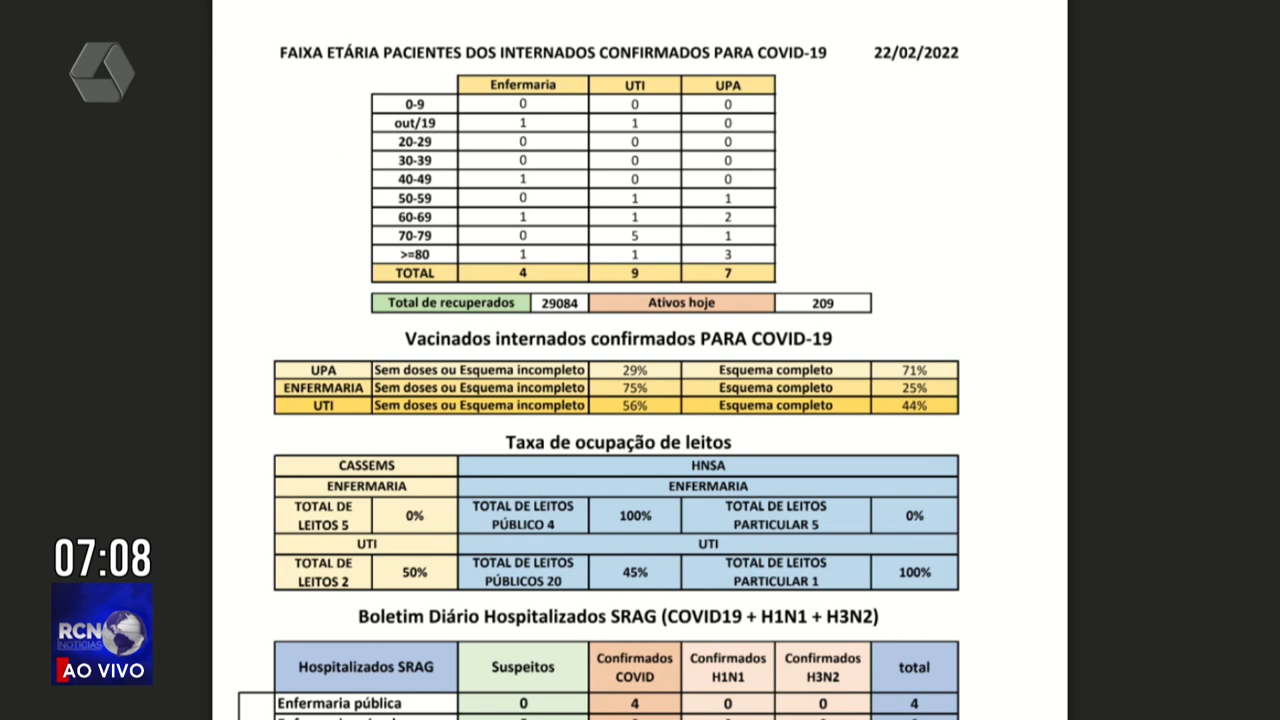 FAIXA ETÁRIA PACIENTES DOS INTERNADOS CONFIRMADOS PARA COVID-19 22/02/2022
Enfermaria UTI UPA
0-9 0 0 0
out/19 1 1 0
20-29 0 0 0
30-39 0 0 0
40-49 1 0 0
50-59 0 1 1
60-69 1 1 2
70-79 0 5 1
>=80 1 1 3
TOTAL 4 9 7
Total de recuperados 29084 Ativos hoje 209
Vacinados internados confirmados PARA COVID-19
UPA Sem doses ou Esquema incompleto 29% Esquema completo 71%
ENFERMARIA Sem doses ou Esquema incompleto 75% Esquema completo 25%
UTI Sem doses ou Esquema incompleto 56% Esquema completo 44%
Taxa de ocupação de leitos
CASSEMS HNSA
ENFERMARIA ENFERMARIA
TOTAL DE LEITOS 5 0% TOTAL DE LEITOS PÚBLICO 4 100% TOTAL DE LEITOS PARTICULAR 5 0%
UTI UTI
TOTAL DE LEITOS 2 50% TOTAL DE LEITOS PÚBLICOS 20 45% TOTAL DE LEITOS PARTICULAR 1 100%
Boletim Diário Hospitalizados SRAG (COVID19 + H1N1 + H3N2)
Hospitalizados SRAG Suspeitos Confirmados COVID Confirmados H1N1 Confirmados H3N2 total
Enfermaria pública 0 4 0 0 4
07:08
RCN
NOTÍCIAS
AO VIVO